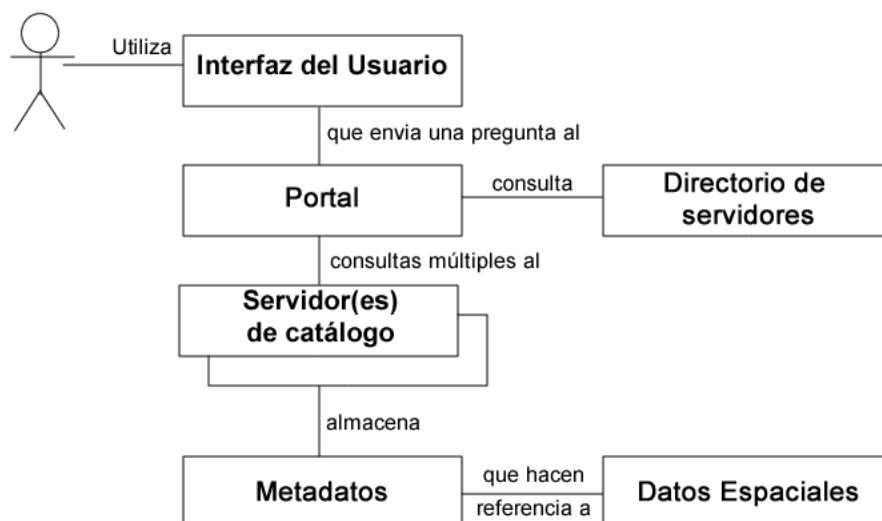 Utiliza
Interfaz del Usuario
que envia una pregunta al
Portal
consulta
Directorio de
servidores
consultas múltiples al
Servidor(es)
de catálogo
almacena
Metadatos
que hacen
referencia a
Datos Espaciales